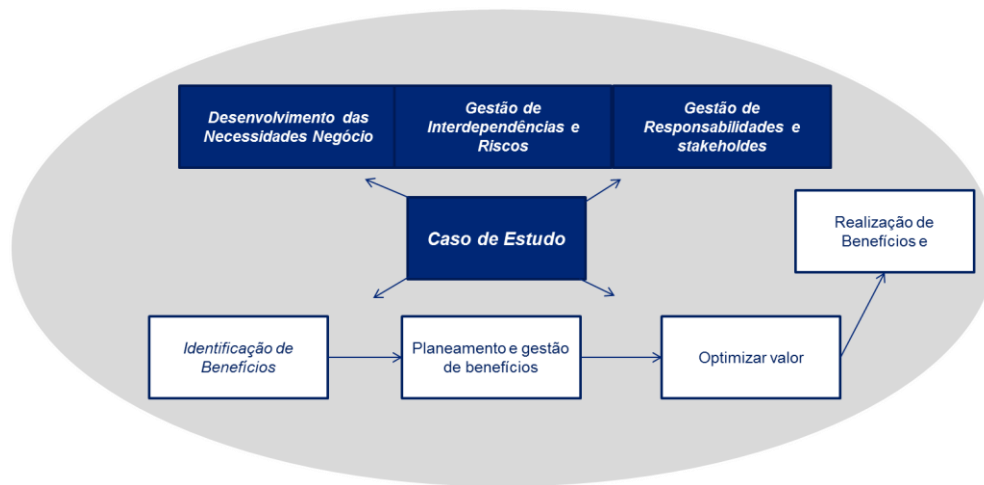 Desenvolvimento das
Necessidades Negócio
Gestão de
Interdependências e
Riscos
Gestão de
Responsabilidades e
stakeholdes
Caso de Estudo
Realização de
Benefícios e
Identificação de
Benefícios
Planeamento e gestão
de benefícios
Optimizar valor